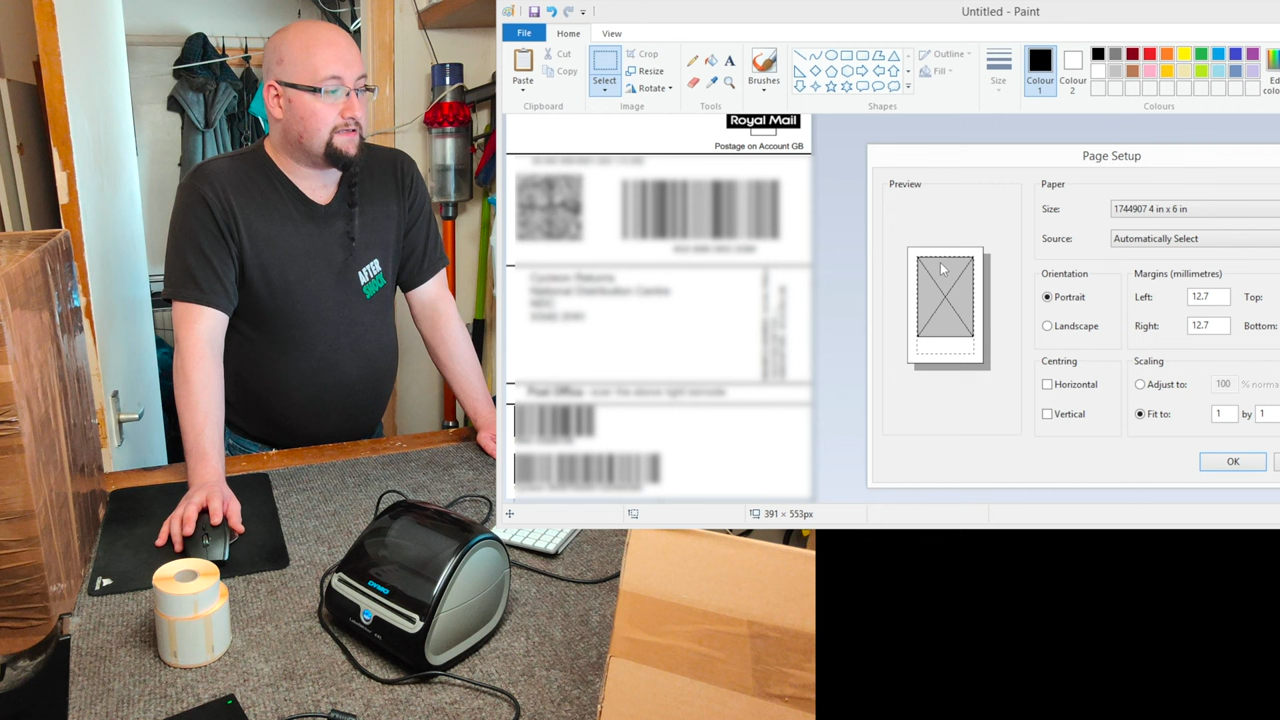 Untitled - Paint
File
Home
View
Paste
Cut
Copy
Clipboard
Select
Crop
Resize
Rotate
Image
Tools
Brushes
Outline
Fill
Shapes
Size
Colour 1
Colour 2
Colours
Royal Mail
Postage on Account GB
Page Setup
Preview
Paper
Size:
1744907 4 in x 6 in
Source:
Automatically Select
Orientation
Portrait
Landscape
Margins (millimetres)
Left:
12.7
Top:
Right:
12.7
Bottom:
Centring
Horizontal
Vertical
Scaling
Adjust to:
100
Fit to:
1
by
1
OK
391 × 553px
AFTER
SHOCK
DYMO
LabelWriter 4XL